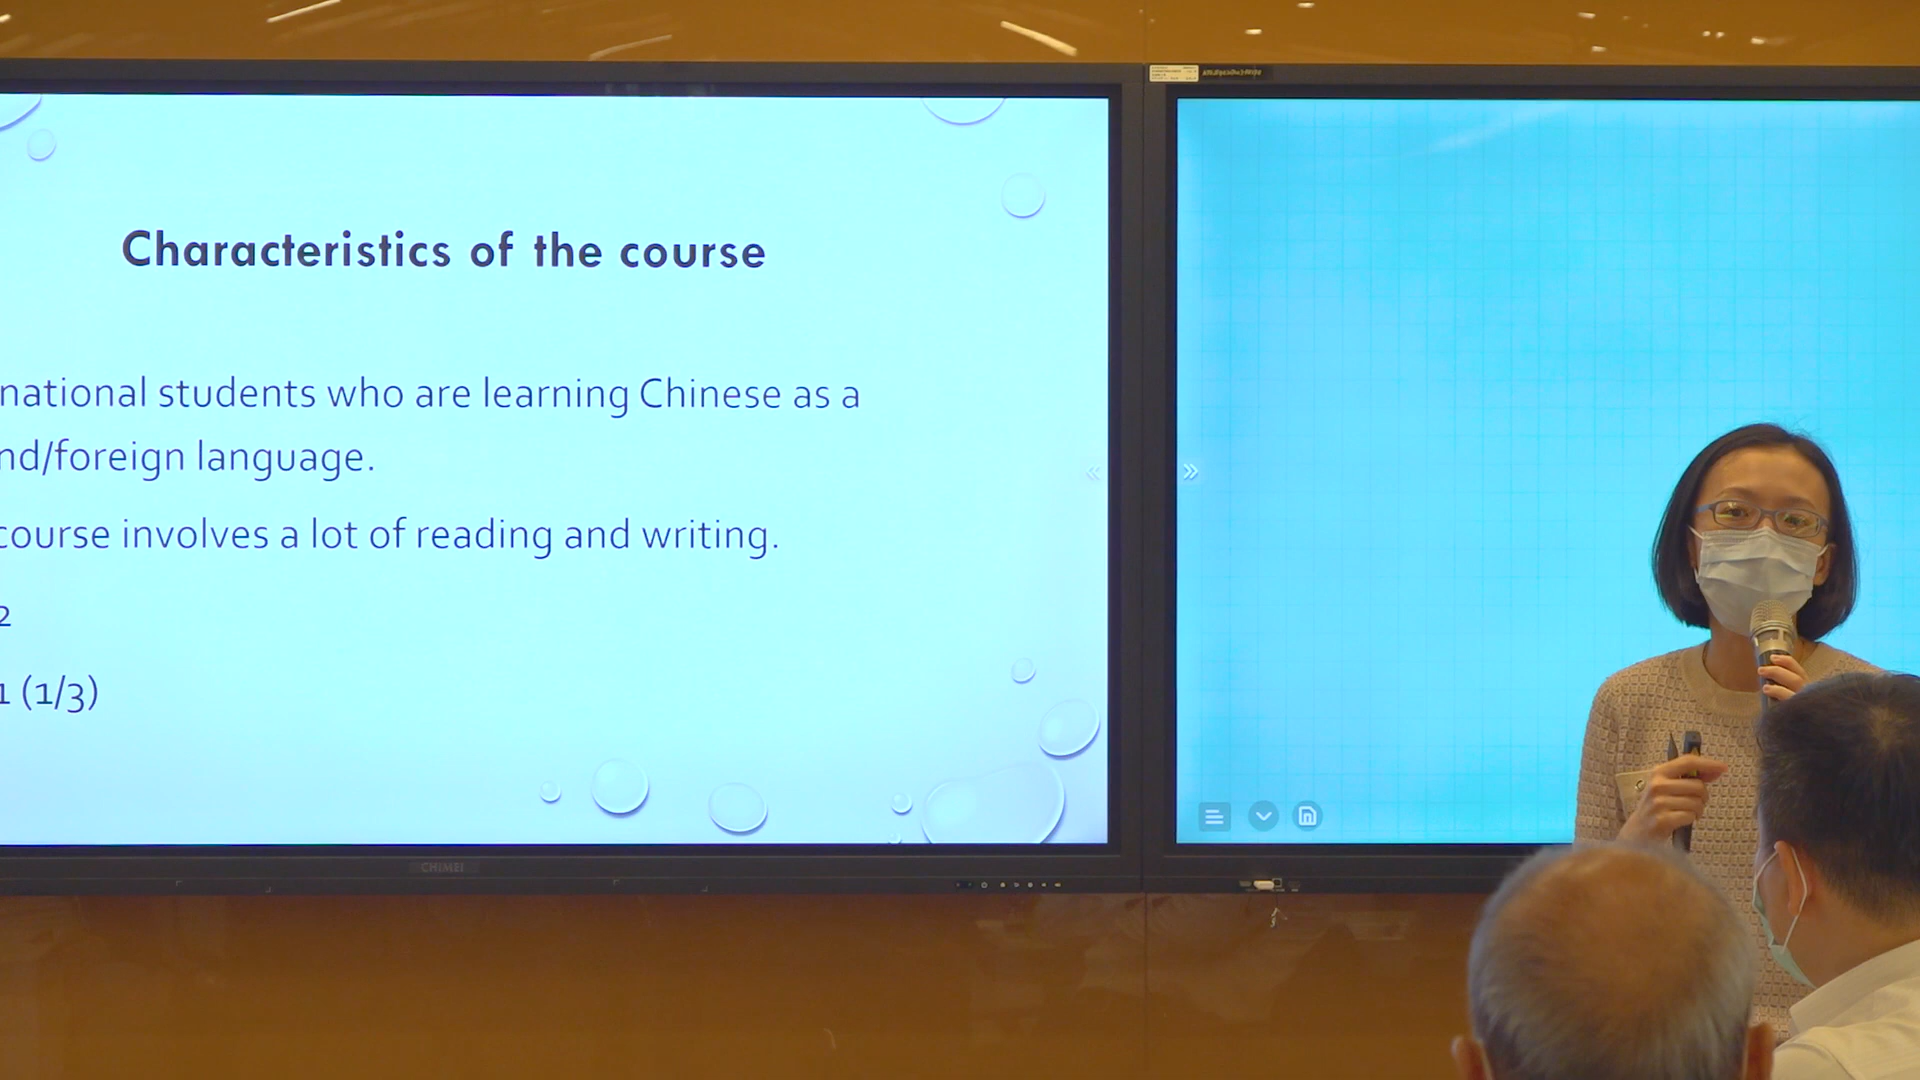 Characteristics of the course
national students who are learning Chinese as a
nd/foreign language.
course involves a lot of reading and writing.
2
1 (1/3)
CHIMEI